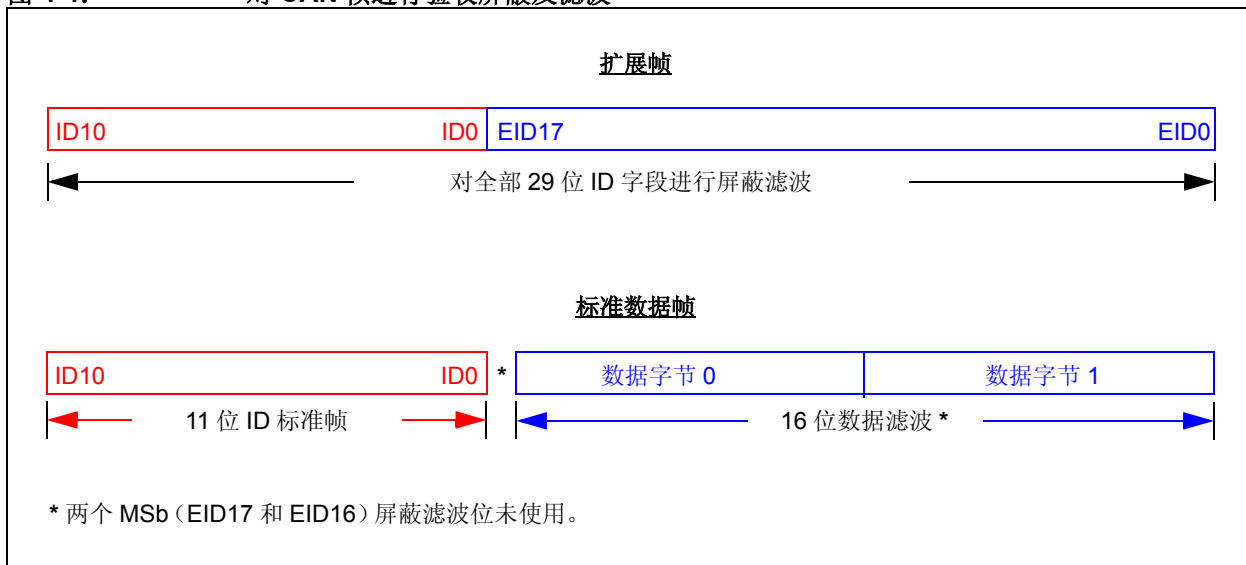 扩展帧
ID10 ID0 EID17 EID0
对全部 29 位 ID 字段进行屏蔽滤波
标准数据帧
ID10 ID0 * 数据字节 0 数据字节 1
11 位 ID 标准帧 16 位数据滤波 *
* 两个 MSb（EID17 和 EID16）屏蔽滤波位未使用。